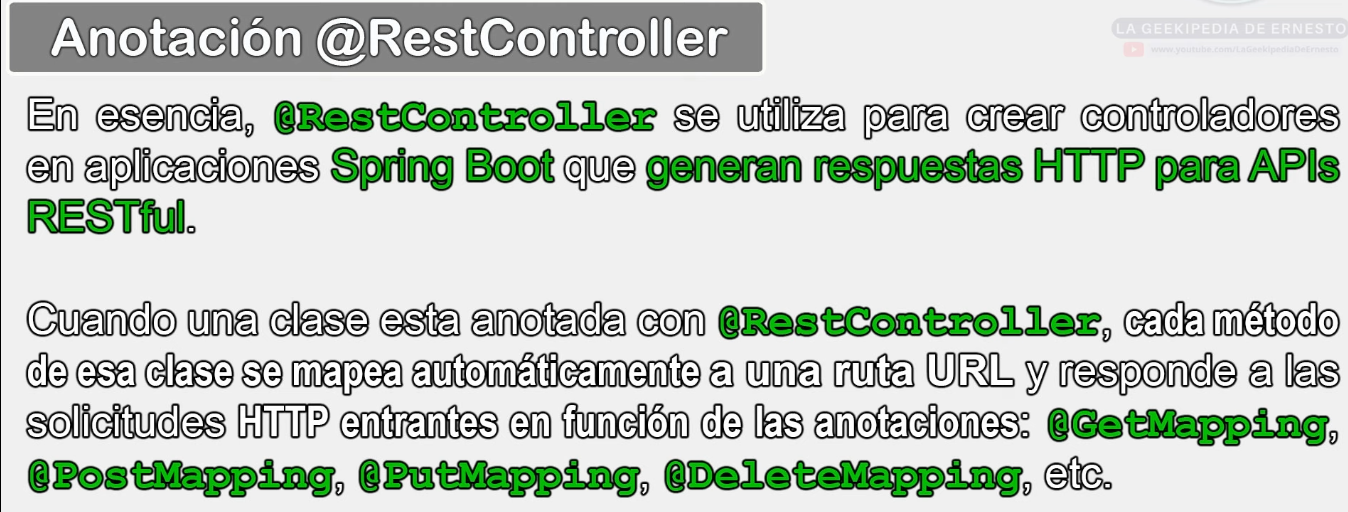 Anotación @RestController
LA GEEKIPEDIA DE ERNESTO
www.youtube.com/LaGeekipediaDeErnesto
En esencia, @RestController se utiliza para crear controladores
en aplicaciones Spring Boot que generan respuestas HTTP para APIs
RESTful.
Cuando una clase esta anotada con @RestController, cada método
de esa clase se mapea automáticamente a una ruta URL y responde a las
solicitudes HTTP entrantes en función de las anotaciones: @GetMapping,
@PostMapping, @PutMapping, @DeleteMapping, etc.